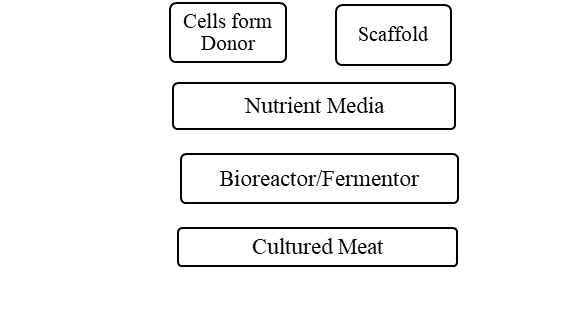 Cells form
Donor
Scaffold
Nutrient Media
Bioreactor/Fermentor
Cultured Meat